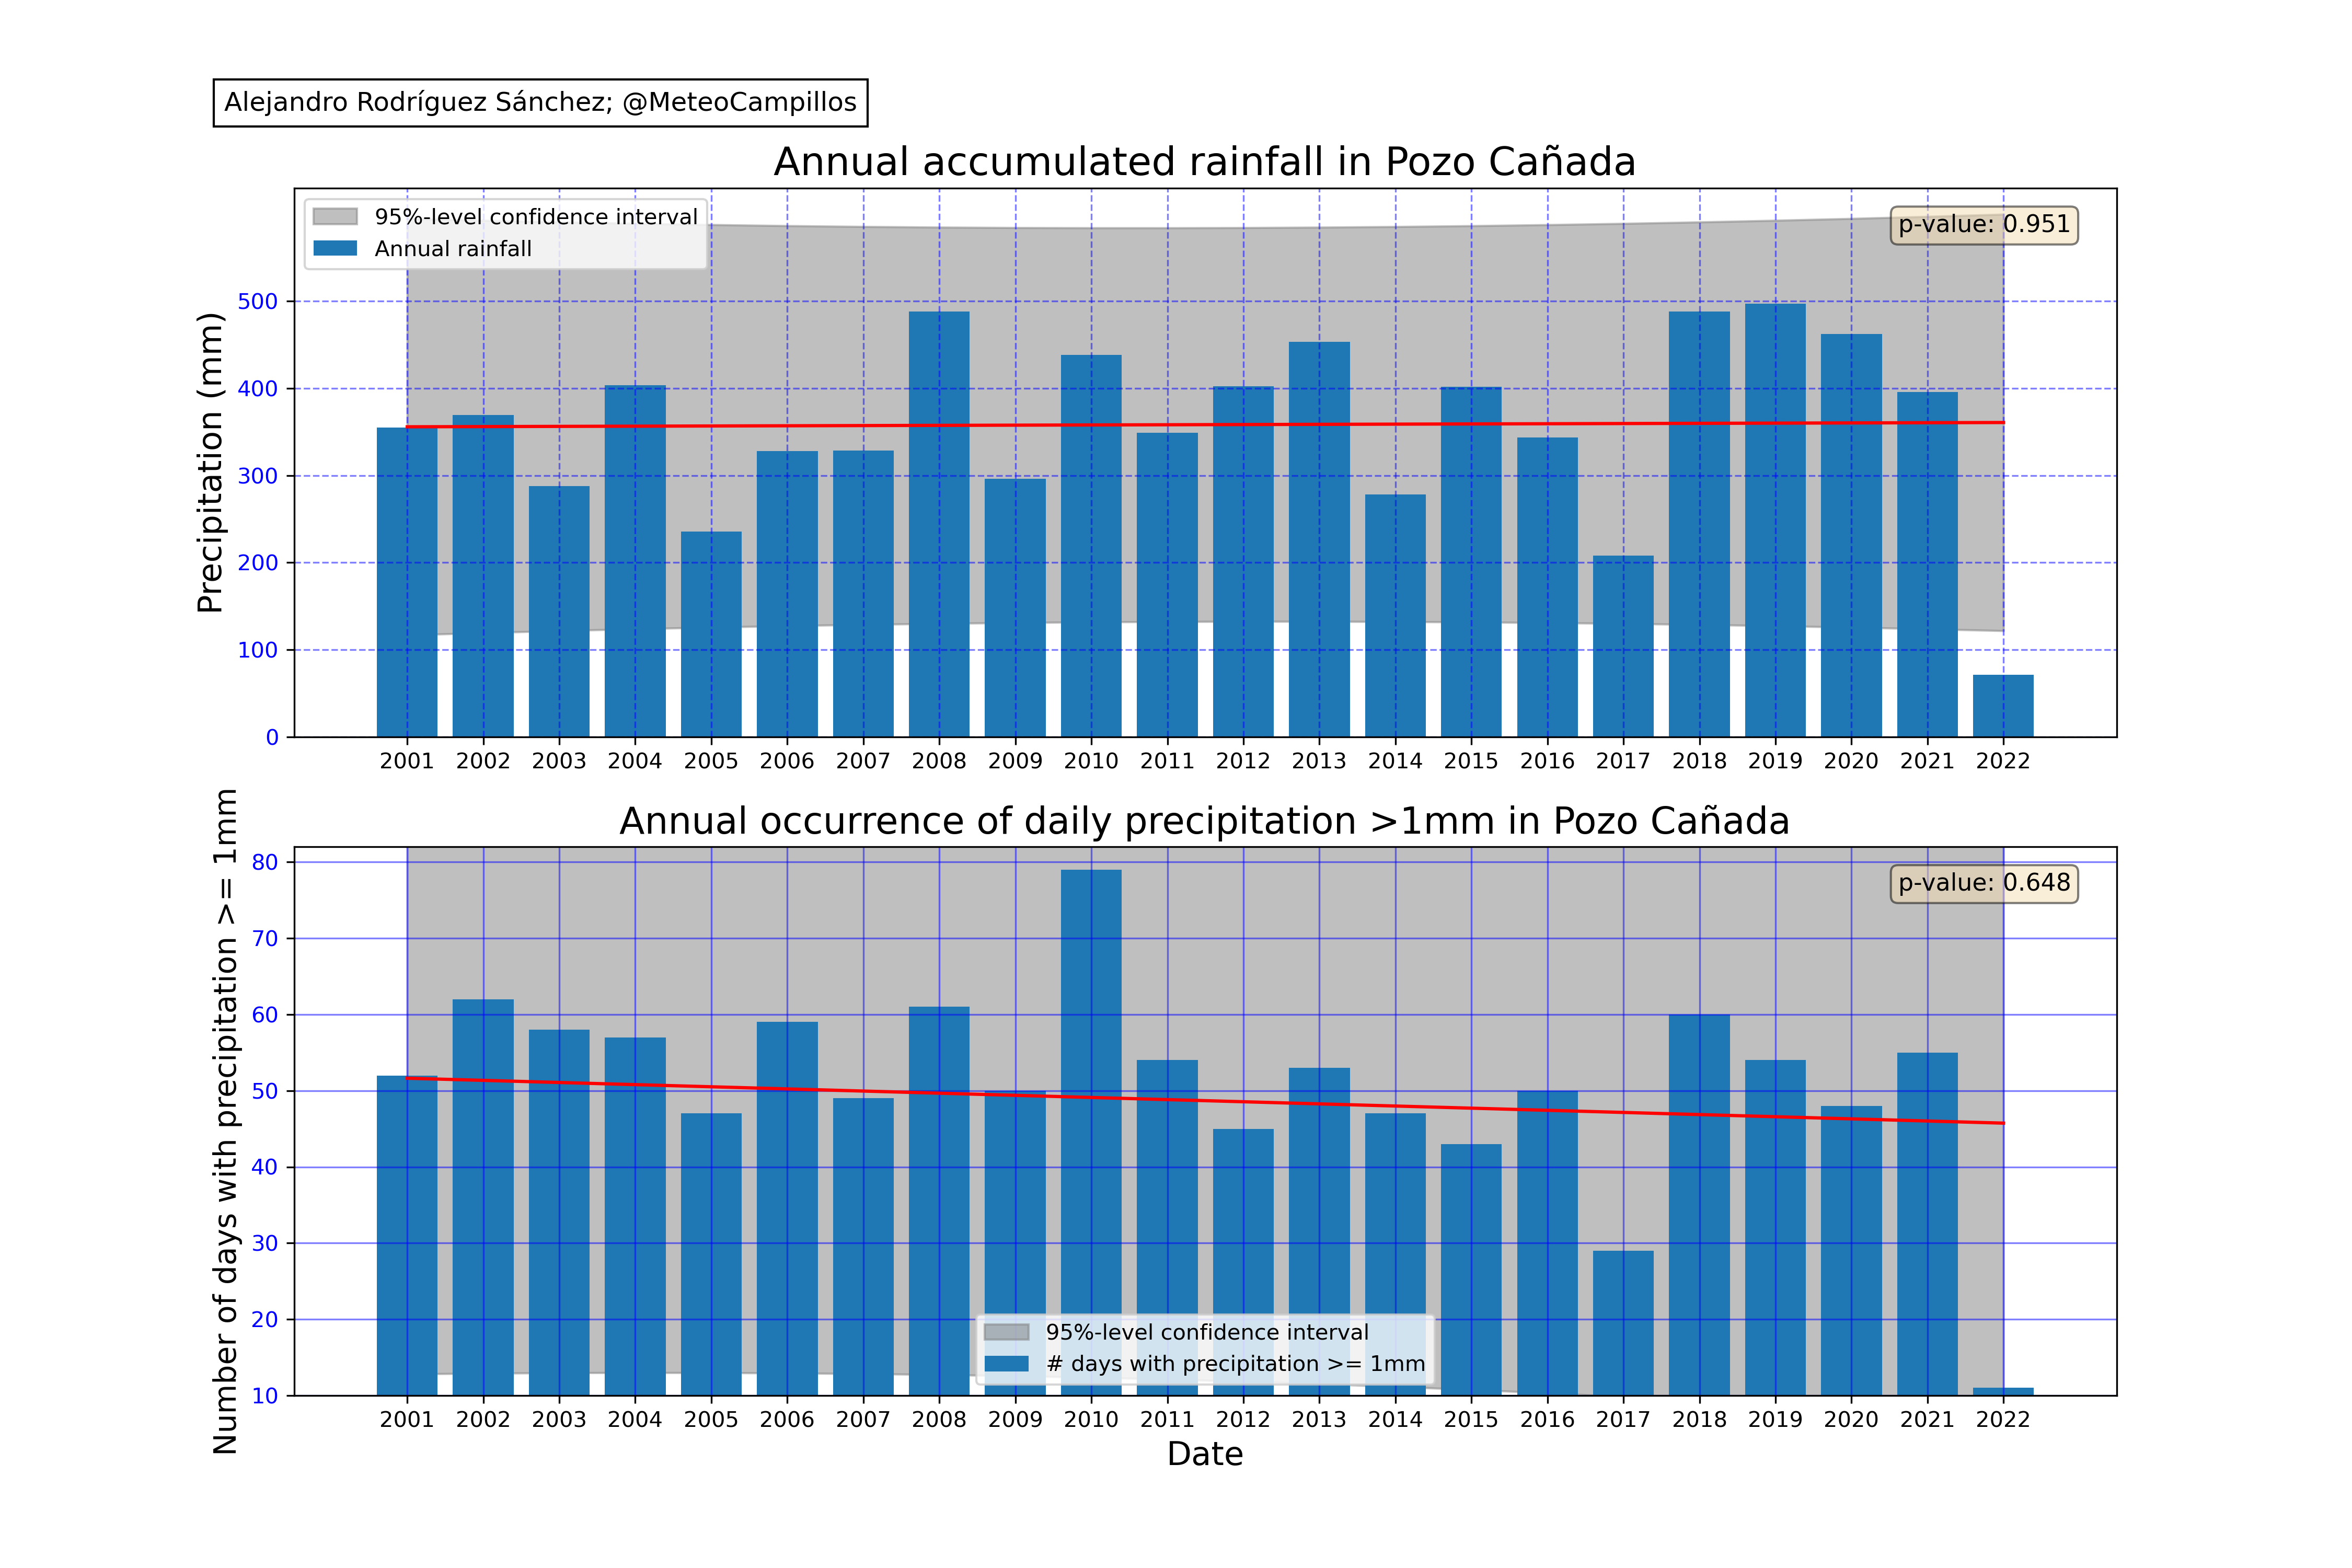 Alejandro Rodríguez Sánchez; @MeteoCampillos
Annual accumulated rainfall in Pozo Cañada
95%-level confidence interval
Annual rainfall
p-value: 0.951
Precipitation (mm)
500
400
300
200
100
0
2001 2002 2003 2004 2005 2006 2007 2008 2009 2010 2011 2012 2013 2014 2015 2016 2017 2018 2019 2020 2021 2022
Annual occurrence of daily precipitation >1mm in Pozo Cañada
p-value: 0.648
Number of days with precipitation >= 1mm
80
70
60
50
40
30
20
10
95%-level confidence interval
# days with precipitation >= 1mm
2001 2002 2003 2004 2005 2006 2007 2008 2009 2010 2011 2012 2013 2014 2015 2016 2017 2018 2019 2020 2021 2022
Date